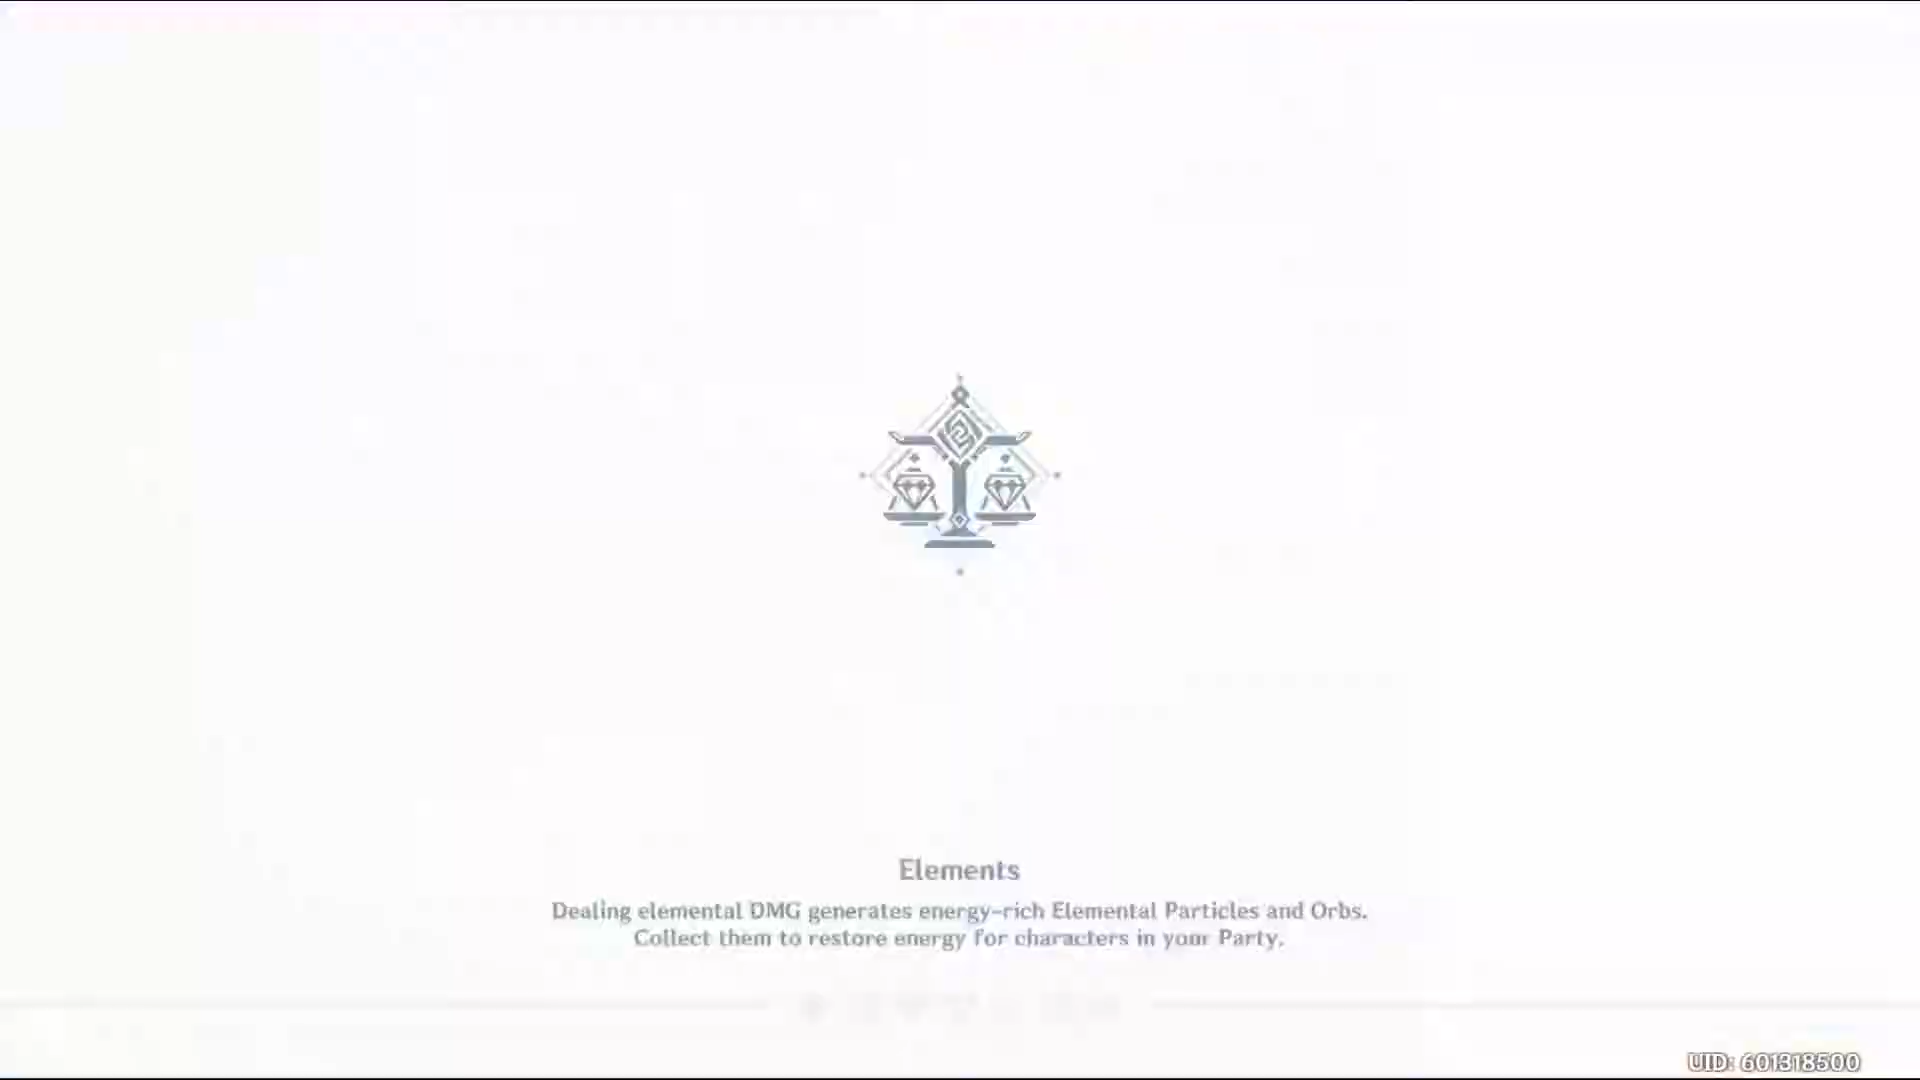 Elements
Dealing elemental DMG generates energy-rich Elemental Particles and Orbs.
Collect them to restore energy for characters in your Party.
UID: 601318500